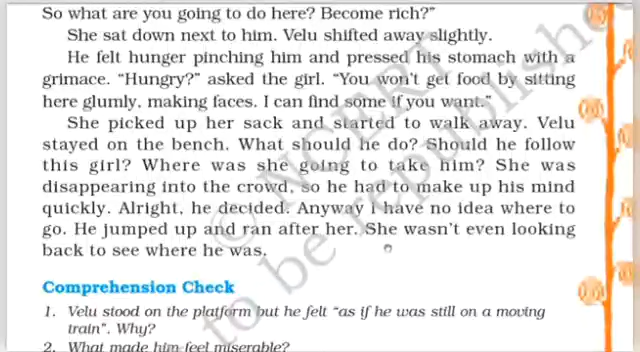 So what are you going to do here? Become rich?"
She sat down next to him. Velu shifted away slightly.
He felt hunger pinching him and pressed his stomach with a
grimace. "Hungry?" asked the girl. "You won't get food by sitting
here glumly, making faces. I can find some if you want."
She picked up her sack and started to walk away. Velu
stayed on the bench. What should he do? Should he follow
this girl? Where was she going to take him? She was
disappearing into the crowd, so he had to make up his mind
quickly. Alright, he decided. Anyway I have no idea where to
go. He jumped up and ran after her. She wasn't even looking
back to see where he was.
© NCERT
to be republished
Comprehension Check
1. Velu stood on the platform but he felt "as if he was still on a moving
train". Why?
2. What made him feel miserable?